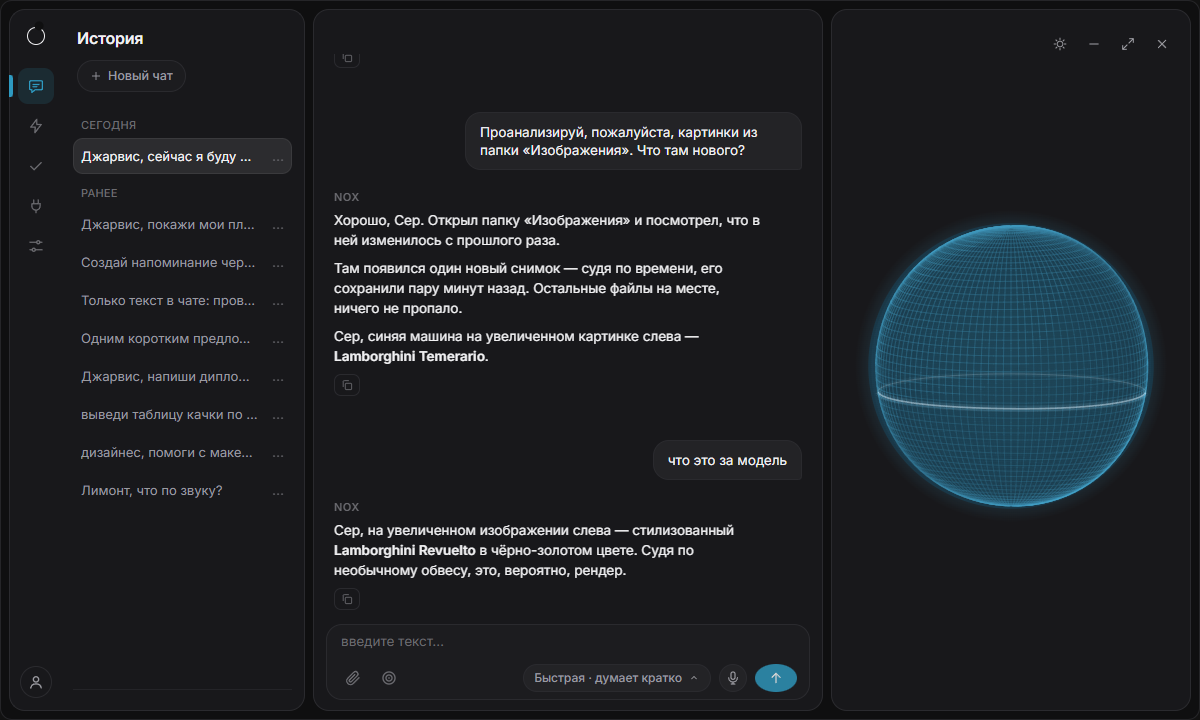 История
+ Новый чат
СЕГОДНЯ
Джарвис, сейчас я буду ...
РАНЕЕ
Джарвис, покажи мои пл...
Создай напоминание чер...
Только текст в чате: пров...
Одним коротким предло...
Джарвис, напиши дипло...
выведи таблицу качки по ...
дизайнес, помоги с маке...
Лимонт, что по звуку?
Проанализируй, пожалуйста, картинки из
папки «Изображения». Что там нового?
NOX
Хорошо, Сер. Открыл папку «Изображения» и посмотрел, что в
ней изменилось с прошлого раза.
Там появился один новый снимок — судя по времени, его
сохранили пару минут назад. Остальные файлы на месте,
ничего не пропало.
Сер, синяя машина на увеличенном картинке слева —
Lamborghini Temerario.
что это за модель
NOX
Сер, на увеличенном изображении слева — стилизованный
Lamborghini Revuelto в чёрно-золотом цвете. Судя по
необычному обвесу, это, вероятно, рендер.
введите текст...
Быстрая · думает кратко